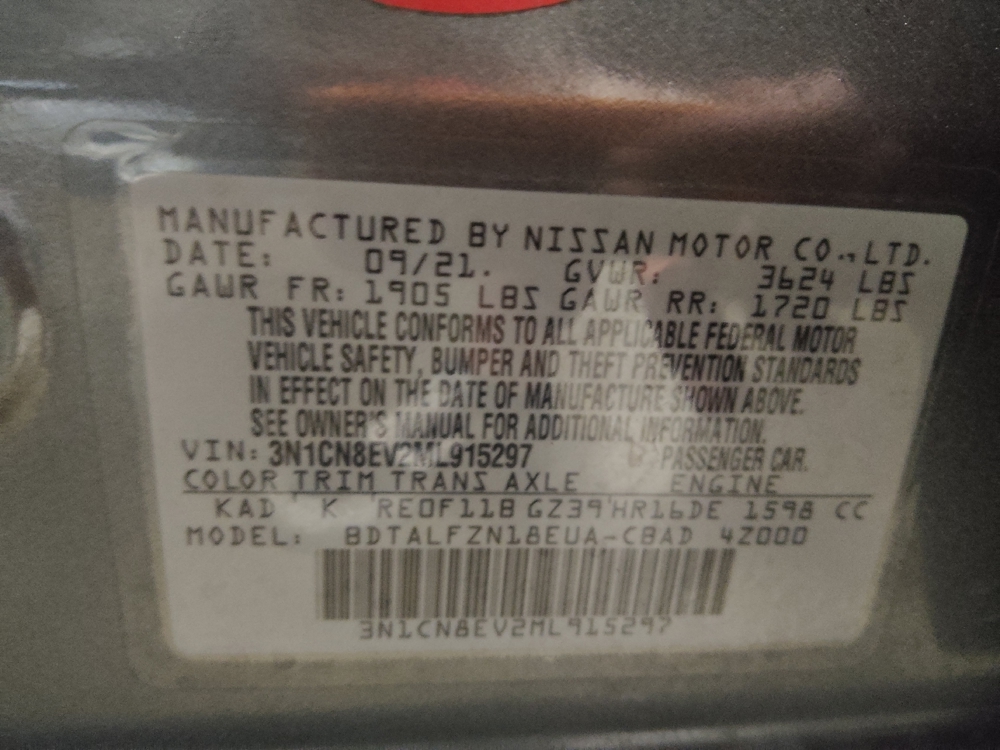 MANUFACTURED BY NISSAN MOTOR CO.,LTD.
DATE: 09/21. GVWR: 3624 LBS
GAWR FR: 1905 LBS GAWR RR: 1720 LBS
THIS VEHICLE CONFORMS TO ALL APPLICABLE FEDERAL MOTOR
VEHICLE SAFETY, BUMPER AND THEFT PREVENTION STANDARDS
IN EFFECT ON THE DATE OF MANUFACTURE SHOWN ABOVE.
SEE OWNER'S MANUAL FOR ADDITIONAL INFORMATION.
VIN: 3N1CN8EV2ML915297 PASSENGER CAR.
COLOR TRIM TRANS AXLE ENGINE
KAD K RE0F11B GZ39 HR16DE 1598 CC
MODEL: BDTALFZN18EUA-CBAD 4Z000
3N1CN8EV2ML915297